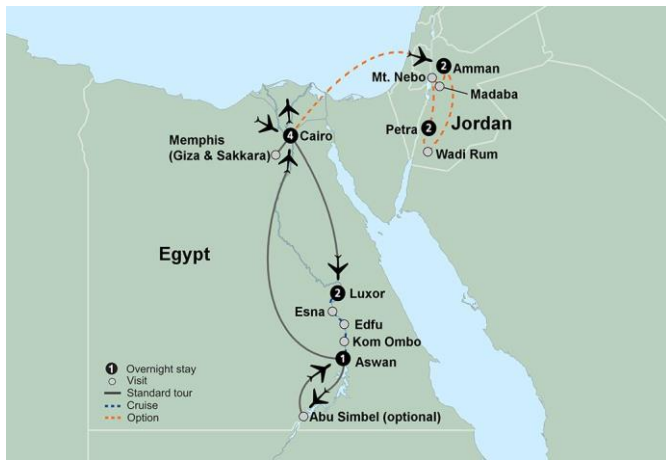 2
Amman
Mt. Nebo
Madaba
4
Cairo
Petra
2
Jordan
Memphis
(Giza & Sakkara)
Wadi Rum
Egypt
2
Luxor
Esna
Edfu
Kom Ombo
1
Aswan
1 Overnight stay
Visit
Standard tour
Cruise
Option
Abu Simbel (optional)